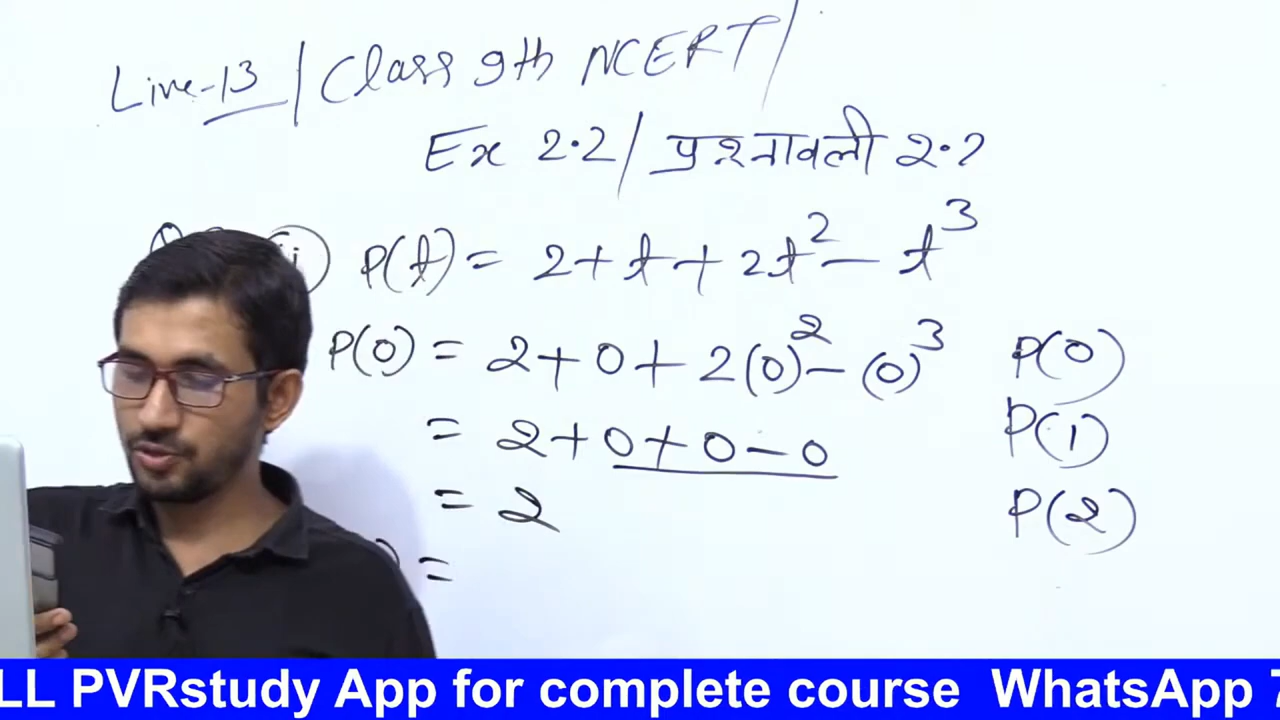 Live-13 / Class 9th NCERT /
Ex 2.2 / प्रश्नावली 2.2
P(t) = 2 + t + 2t² - t³
P(0) = 2 + 0 + 2(0)² - (0)³ P(0)
= 2 + 0 + 0 - 0 P(1)
= 2 P(2)
) =
LL PVRstudy App for complete course WhatsApp 7